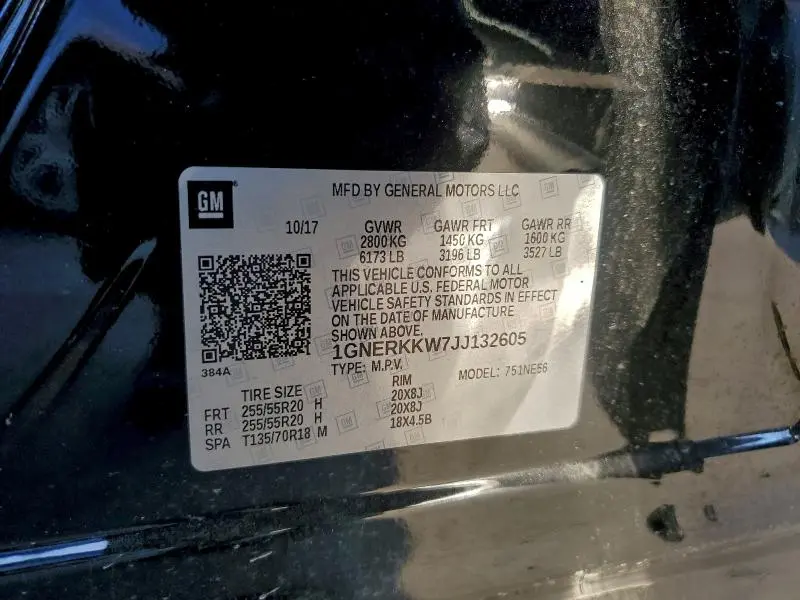 GM
MFD BY GENERAL MOTORS LLC
10/17 GVWR GAWR FRT GAWR RR
2800 KG 1450 KG 1600 KG
6173 LB 3196 LB 3527 LB
THIS VEHICLE CONFORMS TO ALL
APPLICABLE U.S. FEDERAL MOTOR
VEHICLE SAFETY STANDARDS IN EFFECT
ON THE DATE OF MANUFACTURE
SHOWN ABOVE.
1GNERKKW7JJ132605
TYPE: M.P.V. MODEL: 751NE56
384A
TIRE SIZE RIM
FRT 255/55R20 H 20X8J
RR 255/55R20 H 20X8J
SPA T135/70R18 M 18X4.5B